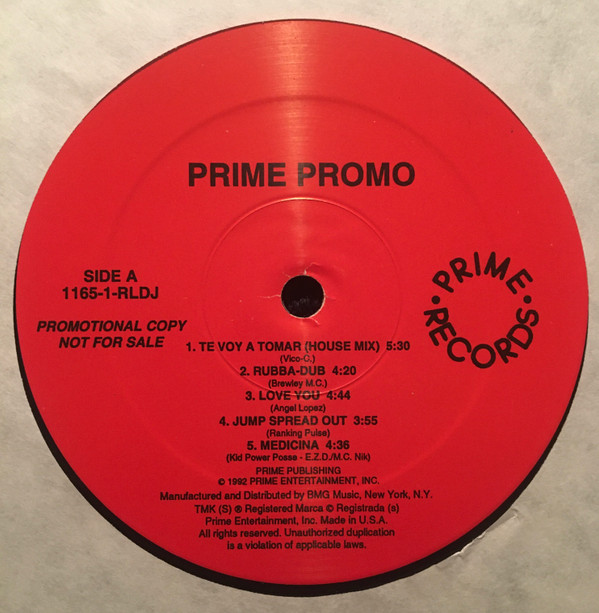 PRIME PROMO
SIDE A
1165-1-RLDJ
PROMOTIONAL COPY
NOT FOR SALE
• PRIME •
RECORDS
1. TE VOY A TOMAR (HOUSE MIX) 5:30
(Vico-C.)
2. RUBBA-DUB 4:20
(Brewley M.C.)
3. LOVE YOU 4:44
(Angel Lopez)
4. JUMP SPREAD OUT 3:55
(Ranking Pulse)
5. MEDICINA 4:36
(Kid Power Posse - E.Z.D./M.C. Nik)
PRIME PUBLISHING
© 1992 PRIME ENTERTAINMENT, INC.
Manufactured and Distributed by BMG Music, New York, N.Y.
TMK (S) ® Registered Marca © Registrada (s)
Prime Entertainment, Inc. Made in U.S.A.
All rights reserved. Unauthorized duplication
is a violation of applicable laws.